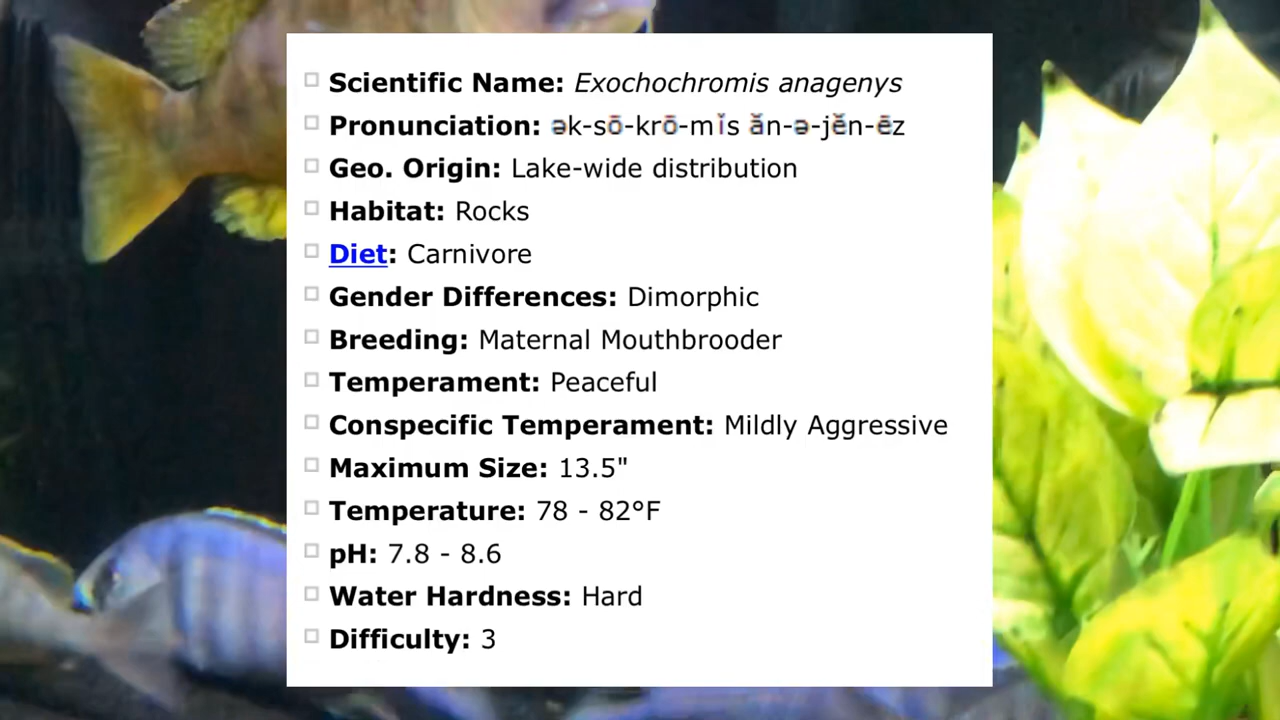 Scientific Name: Exochochromis anagenys
Pronunciation: ək-sō-krō-mĭs ăn-ə-jĕn-ēz
Geo. Origin: Lake-wide distribution
Habitat: Rocks
Diet: Carnivore
Gender Differences: Dimorphic
Breeding: Maternal Mouthbrooder
Temperament: Peaceful
Conspecific Temperament: Mildly Aggressive
Maximum Size: 13.5"
Temperature: 78 - 82°F
pH: 7.8 - 8.6
Water Hardness: Hard
Difficulty: 3